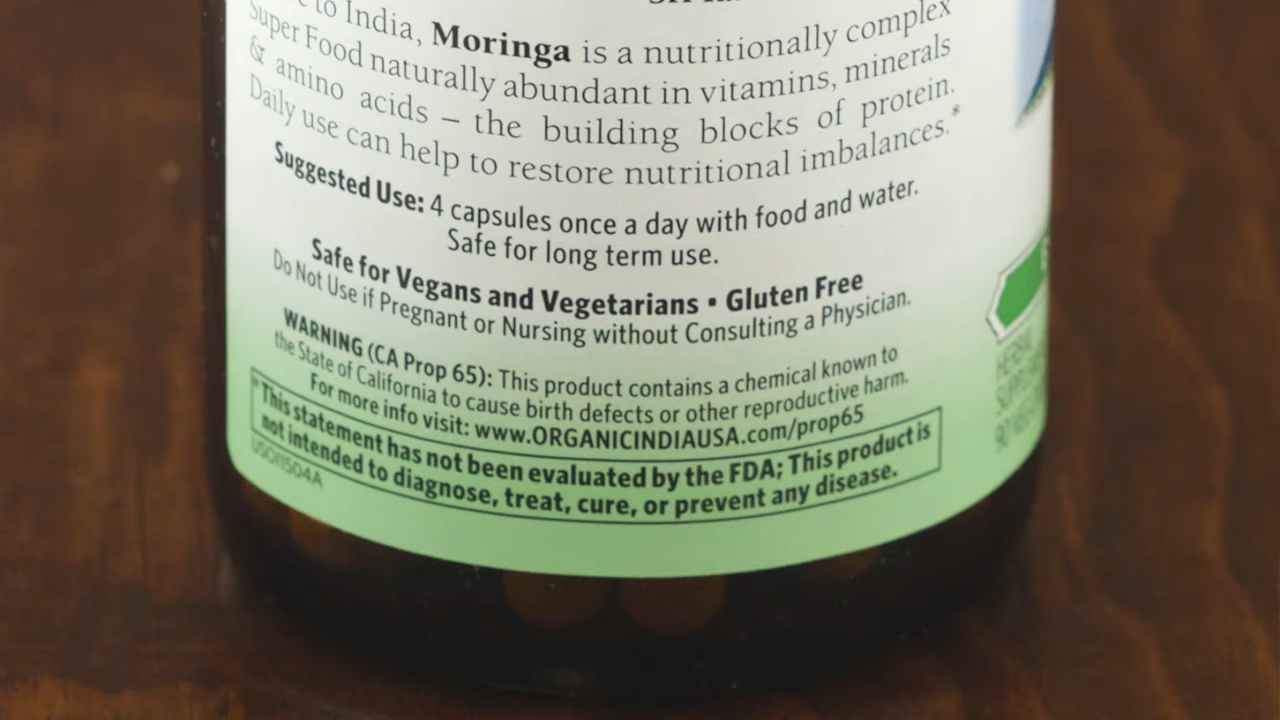 to India, Moringa is a nutritionally complex
Super Food naturally abundant in vitamins, minerals
& amino acids – the building blocks of protein.
Daily use can help to restore nutritional imbalances.*
Suggested Use: 4 capsules once a day with food and water.
Safe for long term use.
Safe for Vegans and Vegetarians • Gluten Free
Do Not Use if Pregnant or Nursing without Consulting a Physician.
WARNING (CA Prop 65): This product contains a chemical known to
the State of California to cause birth defects or other reproductive harm.
For more info visit: www.ORGANICINDIAUSA.com/prop65
*This statement has not been evaluated by the FDA; This product is
not intended to diagnose, treat, cure, or prevent any disease.